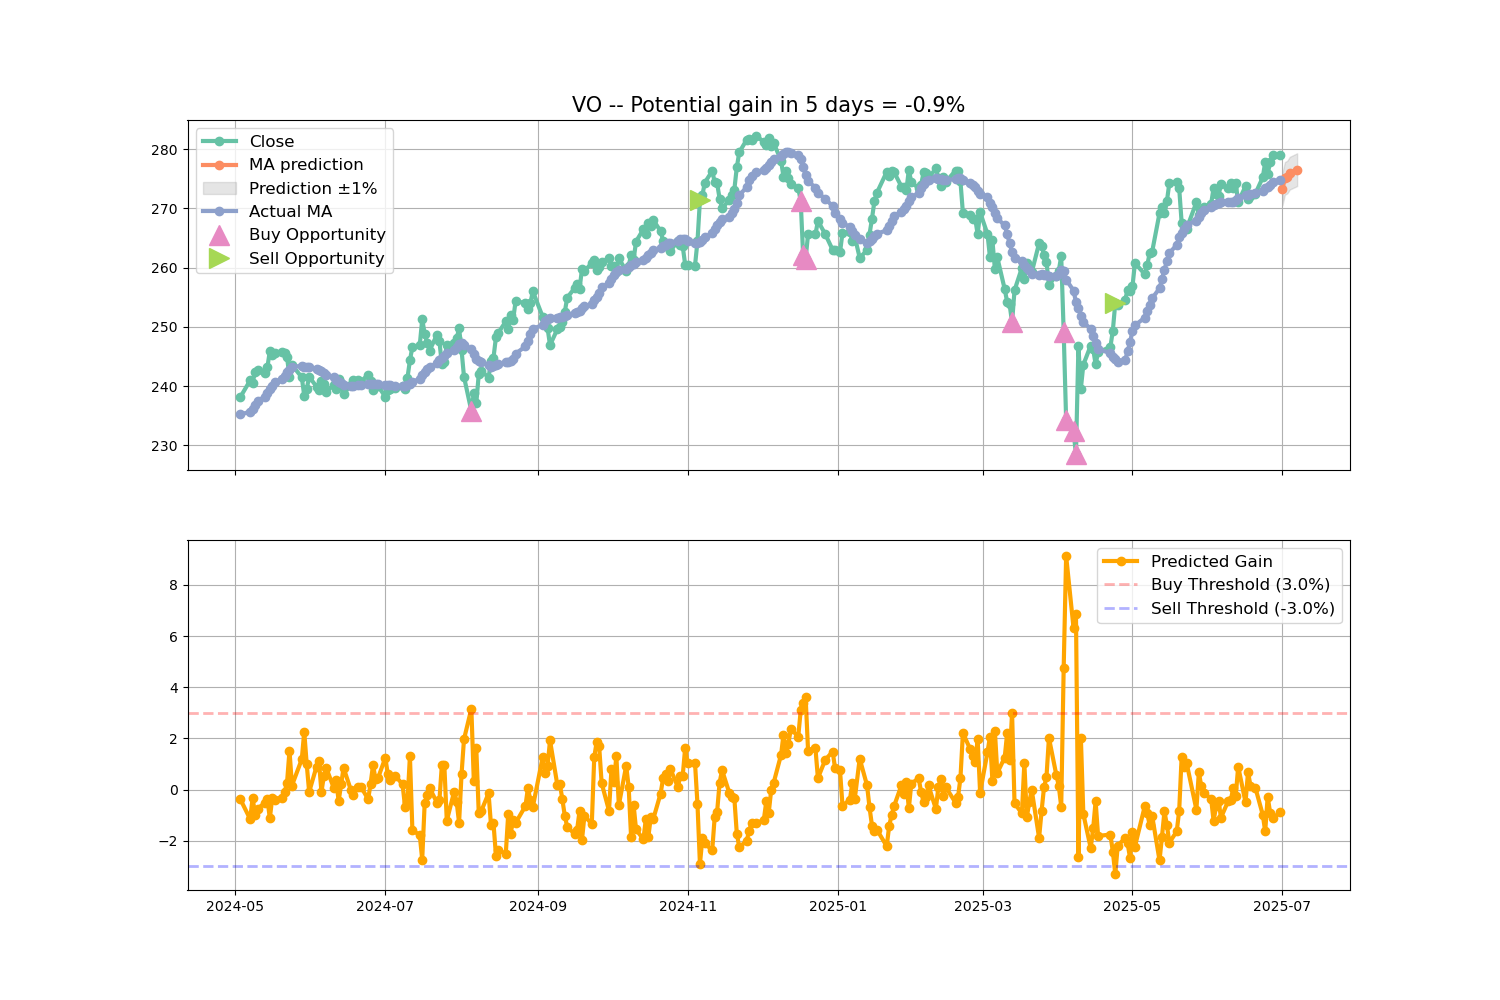 VO -- Potential gain in 5 days = -0.9%
280
270
260
250
240
230
Close
MA prediction
Prediction ±1%
Actual MA
Buy Opportunity
Sell Opportunity
8
6
4
2
0
−2
Predicted Gain
Buy Threshold (3.0%)
Sell Threshold (-3.0%)
2024-05
2024-07
2024-09
2024-11
2025-01
2025-03
2025-05
2025-07